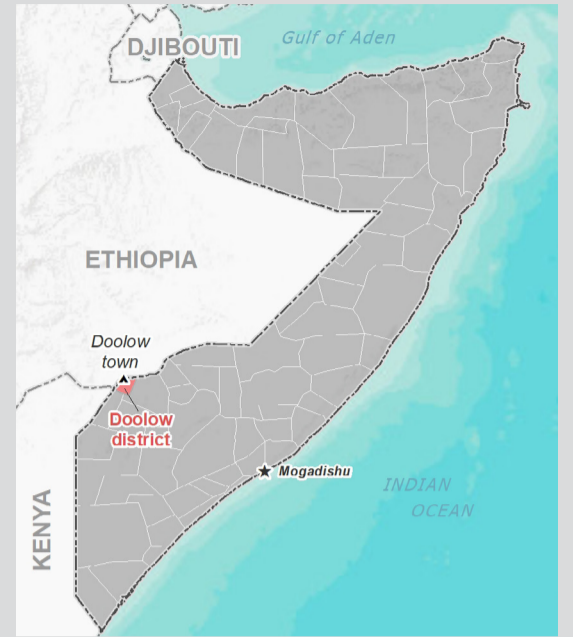 DJIBOUTI
Gulf of Aden
ETHIOPIA
Doolow
town
Doolow
district
Mogadishu
INDIAN
OCEAN
KENYA